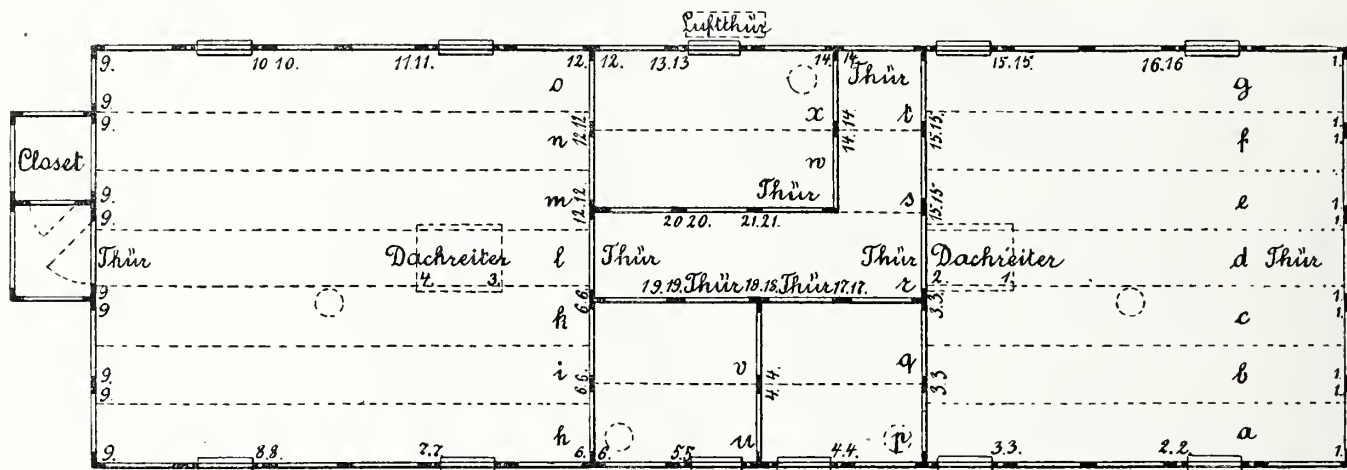 Luftthür
9. 10 10. 11.11. 12. 12. 13.13 14. 14. Thür 15.15. 16.16 1.
o x t g
9. 9. 12.12 14.14. 15.15. 1. 1.
Closet n w f
9. 9. m 12.12. Thür s 15.15 e 1. 1.
20 20. 21.21.
Thür Dachreiter l Thür Thür Dachreiter d Thür
4. 3. 2 1.
9. 9 6.6. 19.19. Thür 18.18. Thür 17.17. r 3.3. 1. 1.
k c
9. 9. i 6.6. v 4.4. q 3.3 b 1. 1.
h u p a
9. 8.8. 7.7 6. 6. 5.5 4.4. 3.3. 2.2. 1.